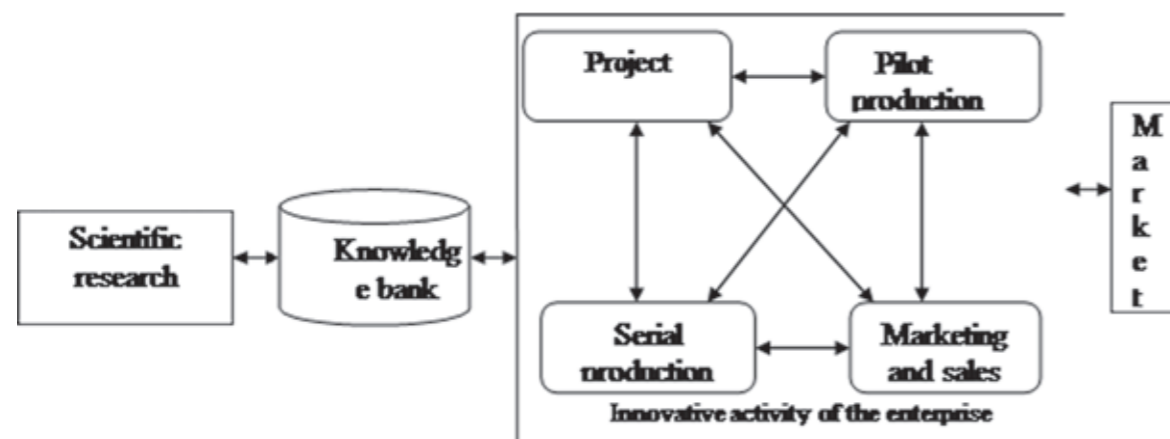 Project
Pilot
production
Scientific
research
Knowledg
e bank
Serial
production
Marketing
and sales
Innovative activity of the enterprise
M
a
r
k
e
t